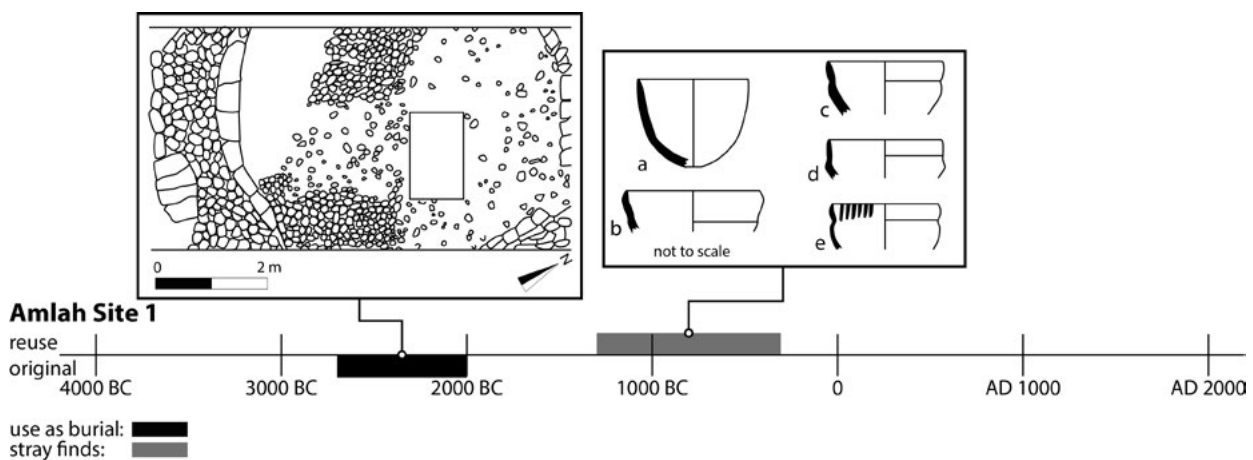 a
b
c
d
e
not to scale
0 2 m
N
Amlah Site 1
reuse
original
4000 BC 3000 BC 2000 BC 1000 BC 0 AD 1000 AD 2000
use as burial:
stray finds: